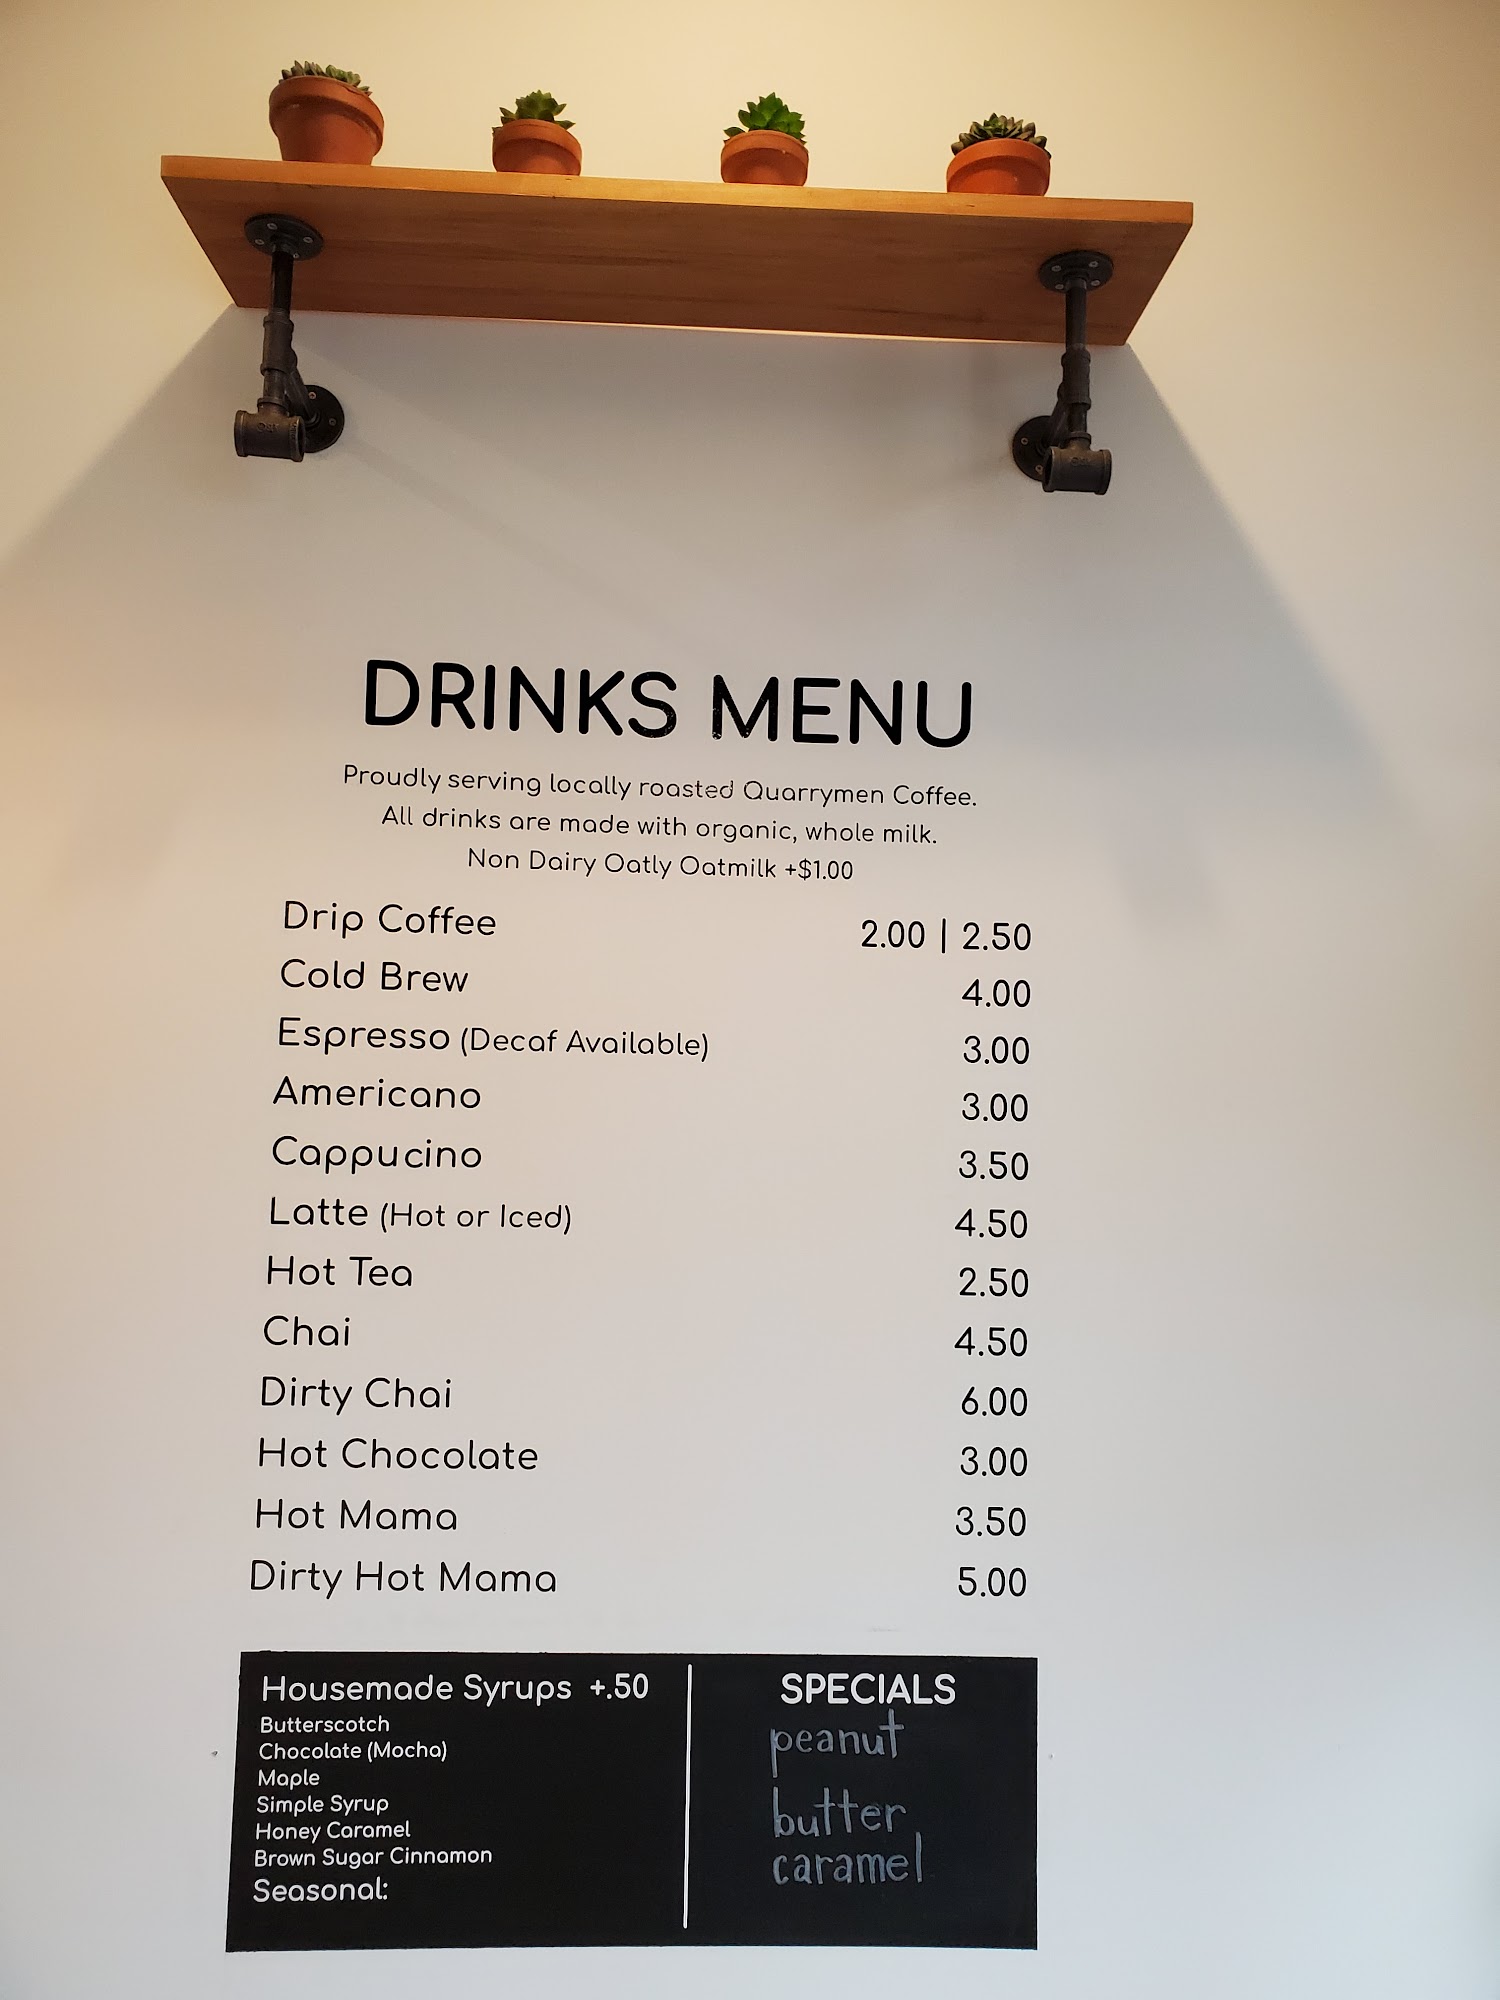 DRINKS MENU
Proudly serving locally roasted Quarrymen Coffee.
All drinks are made with organic, whole milk.
Non Dairy Oatly Oatmilk +$1.00
Drip Coffee 2.00 | 2.50
Cold Brew 4.00
Espresso (Decaf Available) 3.00
Americano 3.00
Cappucino 3.50
Latte (Hot or Iced) 4.50
Hot Tea 2.50
Chai 4.50
Dirty Chai 6.00
Hot Chocolate 3.00
Hot Mama 3.50
Dirty Hot Mama 5.00
Housemade Syrups +.50
Butterscotch
Chocolate (Mocha)
Maple
Simple Syrup
Honey Caramel
Brown Sugar Cinnamon
Seasonal:
SPECIALS
peanut
butter
caramel